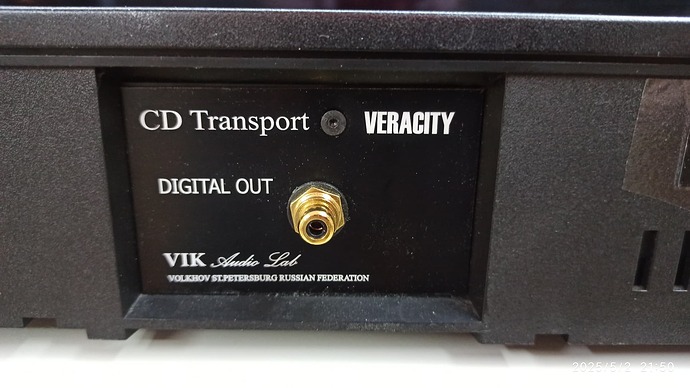 CD Transport VERACITY
DIGITAL OUT
VIK Audio Lab
VOLKHOV ST.PETERSBURG RUSSIAN FEDERATION
2025/5/2 21:50